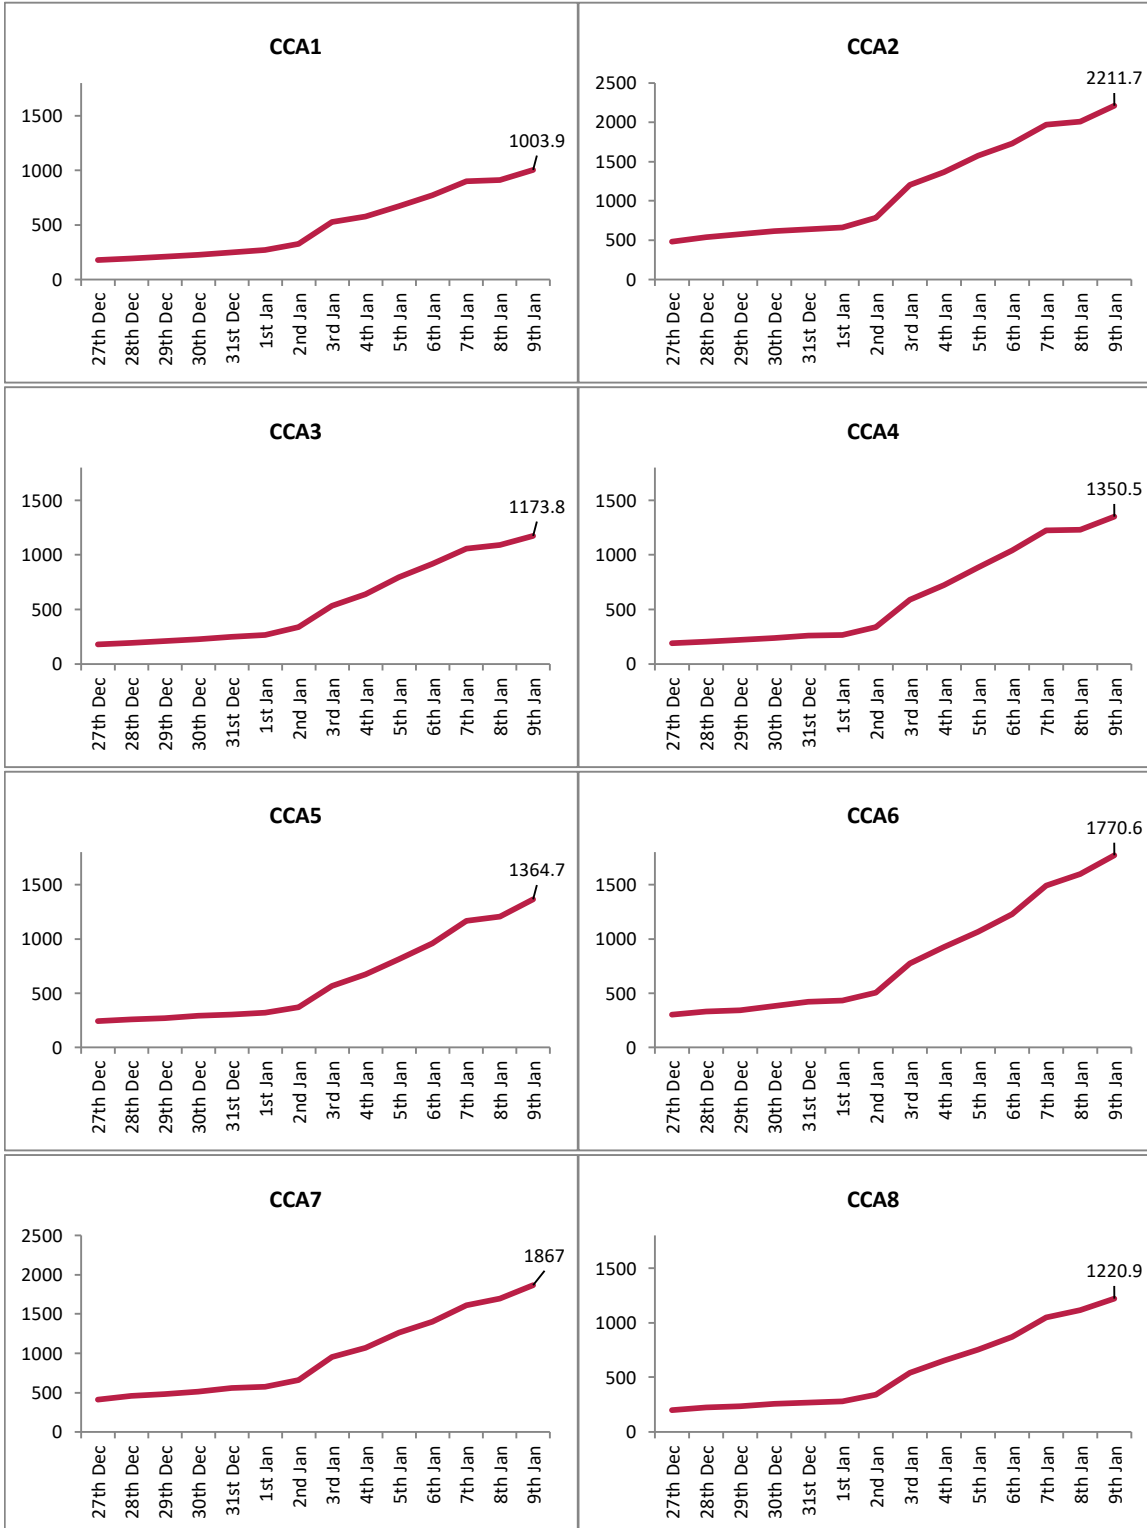 CCA1
1500
1000
500
0
1003.9
27th Dec
28th Dec
29th Dec
30th Dec
31st Dec
1st Jan
2nd Jan
3rd Jan
4th Jan
5th Jan
6th Jan
7th Jan
8th Jan
9th Jan
CCA2
2500
2000
1500
1000
500
0
2211.7
27th Dec
28th Dec
29th Dec
30th Dec
31st Dec
1st Jan
2nd Jan
3rd Jan
4th Jan
5th Jan
6th Jan
7th Jan
8th Jan
9th Jan
CCA3
1500
1000
500
0
1173.8
27th Dec
28th Dec
29th Dec
30th Dec
31st Dec
1st Jan
2nd Jan
3rd Jan
4th Jan
5th Jan
6th Jan
7th Jan
8th Jan
9th Jan
CCA4
1500
1000
500
0
1350.5
27th Dec
28th Dec
29th Dec
30th Dec
31st Dec
1st Jan
2nd Jan
3rd Jan
4th Jan
5th Jan
6th Jan
7th Jan
8th Jan
9th Jan
CCA5
1500
1000
500
0
1364.7
27th Dec
28th Dec
29th Dec
30th Dec
31st Dec
1st Jan
2nd Jan
3rd Jan
4th Jan
5th Jan
6th Jan
7th Jan
8th Jan
9th Jan
CCA6
1500
1000
500
0
1770.6
27th Dec
28th Dec
29th Dec
30th Dec
31st Dec
1st Jan
2nd Jan
3rd Jan
4th Jan
5th Jan
6th Jan
7th Jan
8th Jan
9th Jan
CCA7
2500
2000
1500
1000
500
0
1867
27th Dec
28th Dec
29th Dec
30th Dec
31st Dec
1st Jan
2nd Jan
3rd Jan
4th Jan
5th Jan
6th Jan
7th Jan
8th Jan
9th Jan
CCA8
1500
1000
500
0
1220.9
27th Dec
28th Dec
29th Dec
30th Dec
31st Dec
1st Jan
2nd Jan
3rd Jan
4th Jan
5th Jan
6th Jan
7th Jan
8th Jan
9th Jan